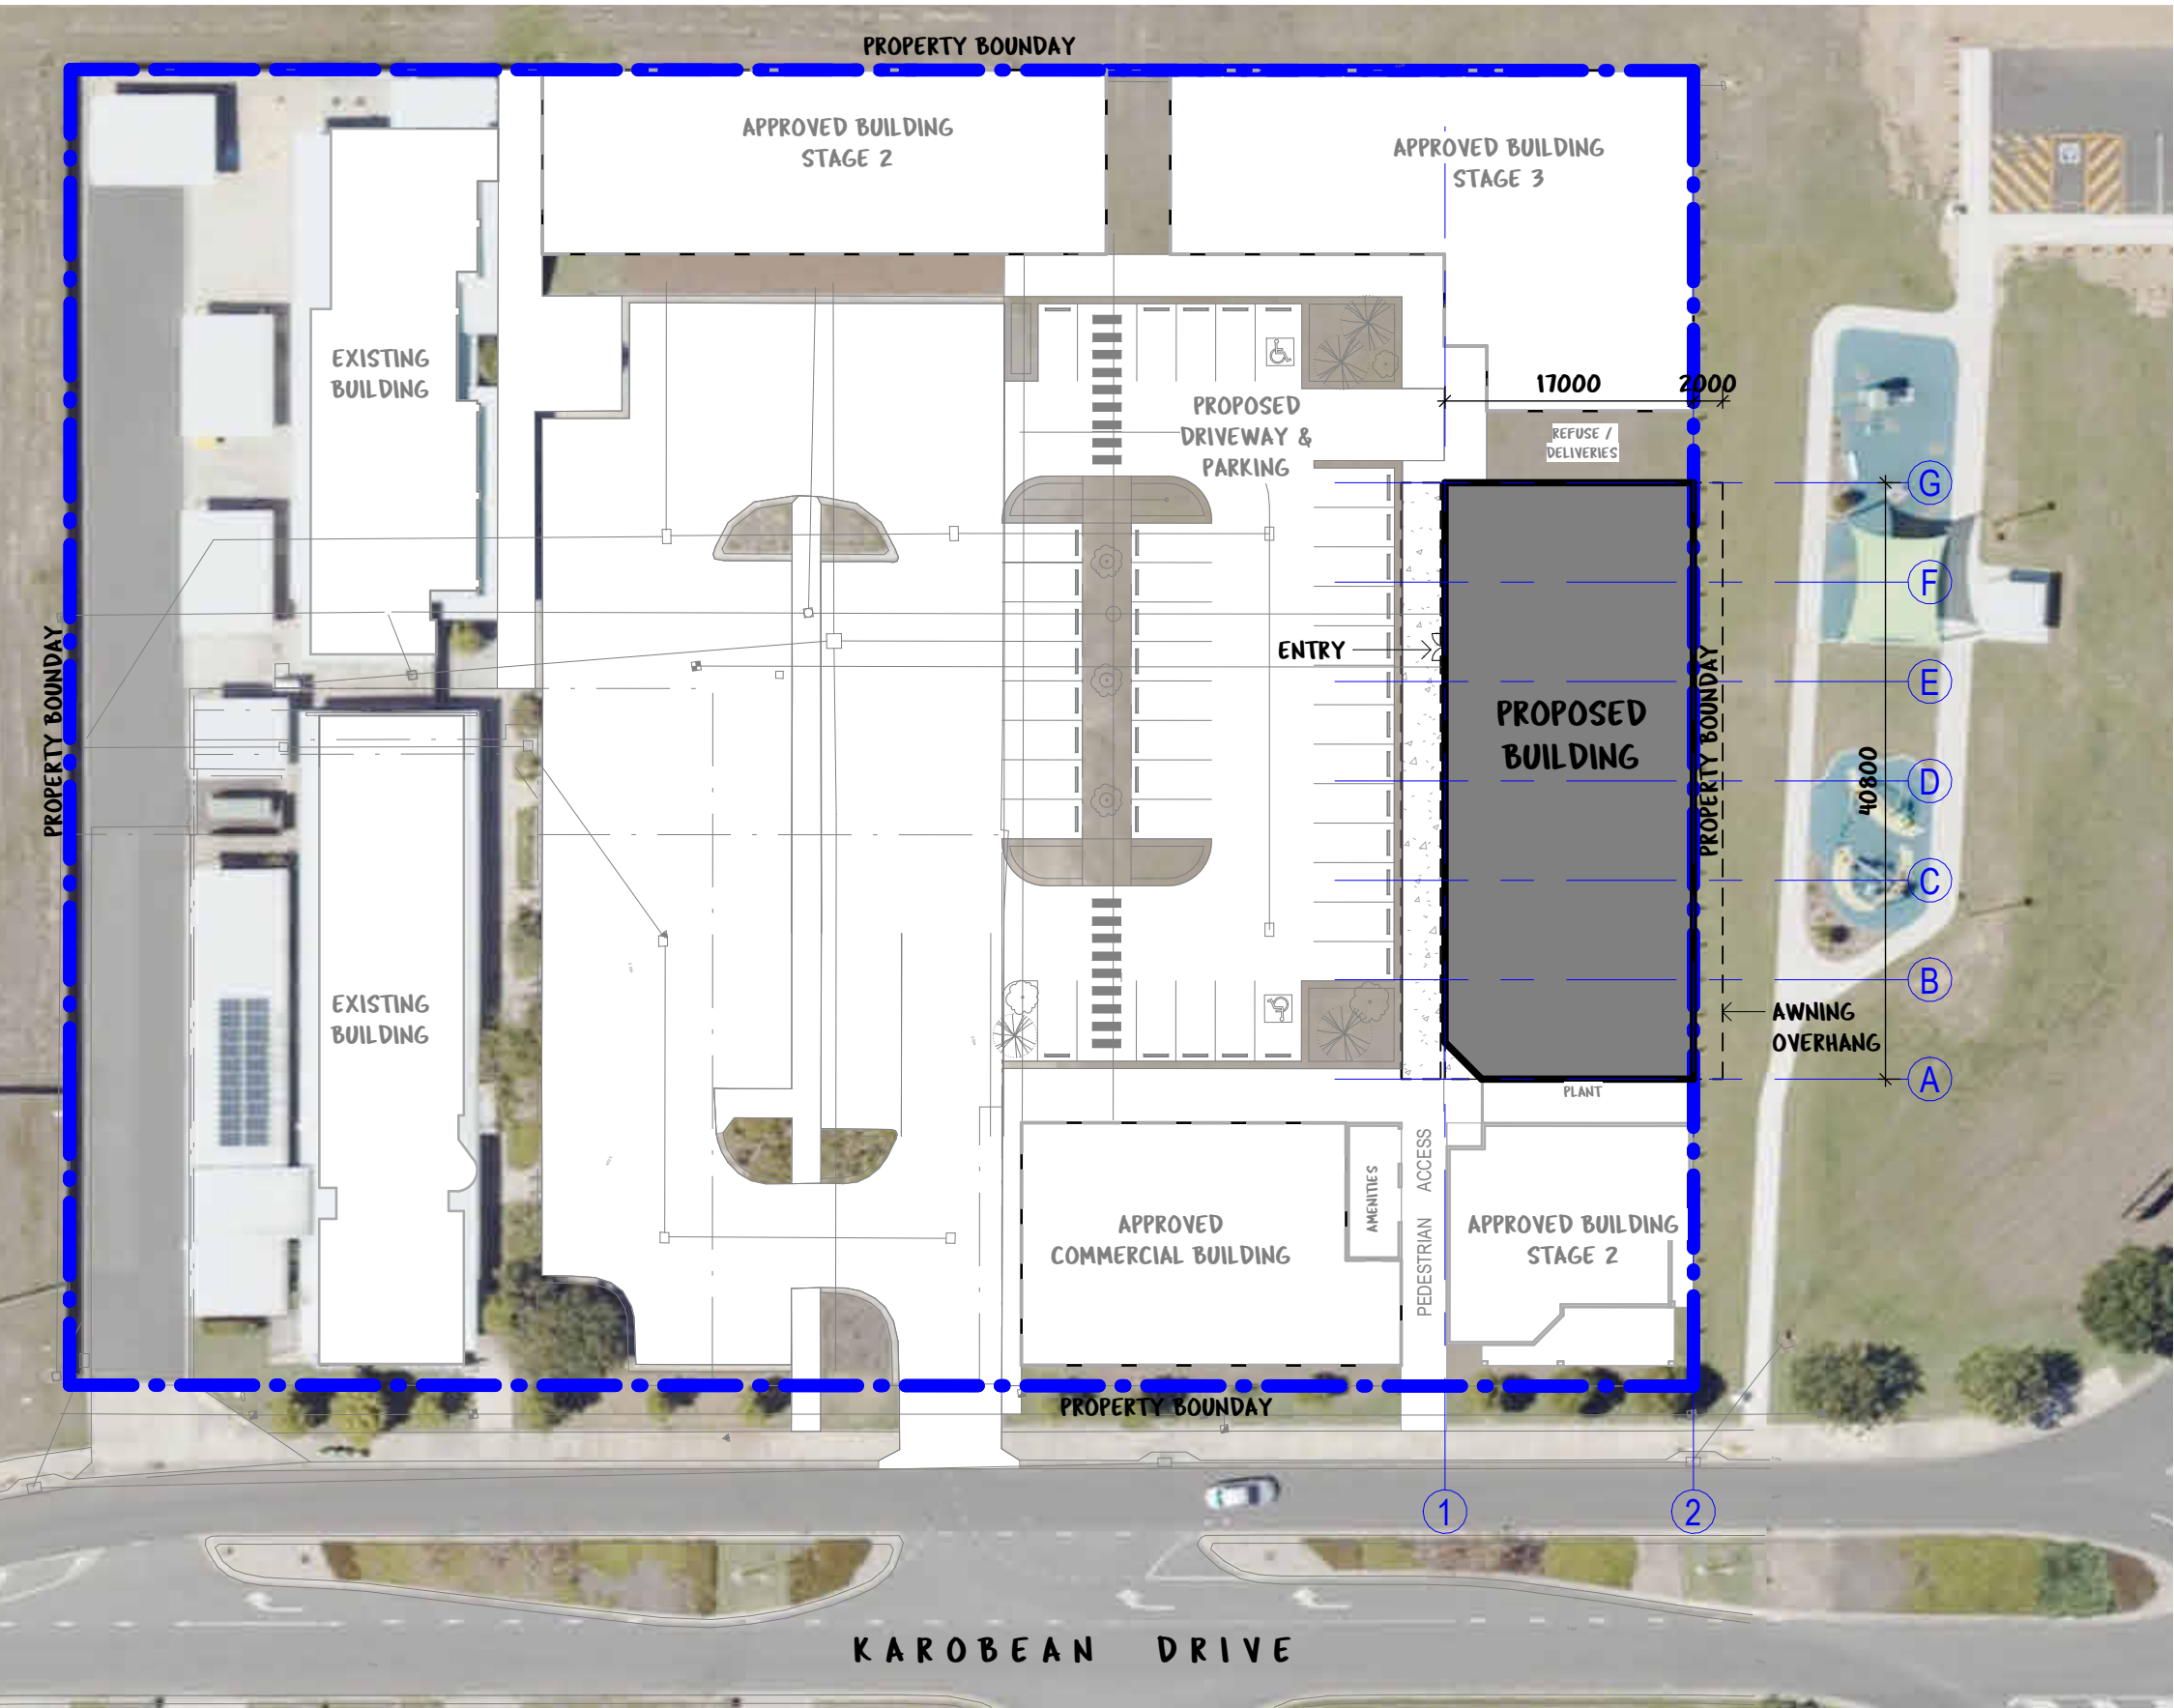 PROPERTY BOUNDAY
APPROVED BUILDING
STAGE 2
APPROVED BUILDING
STAGE 3
EXISTING
BUILDING
17000
2000
PROPOSED
DRIVEWAY &
PARKING
REFUSE /
DELIVERIES
G
F
ENTRY
E
PROPERTY BOUNDAY
PROPOSED
BUILDING
PROPERTY BOUNDAY
D
40800
C
B
EXISTING
BUILDING
AWNING
OVERHANG
A
PLANT
PEDESTRIAN ACCESS
AMENITIES
APPROVED
COMMERCIAL BUILDING
APPROVED BUILDING
STAGE 2
PROPERTY BOUNDAY
1
2
KAROBEAN DRIVE